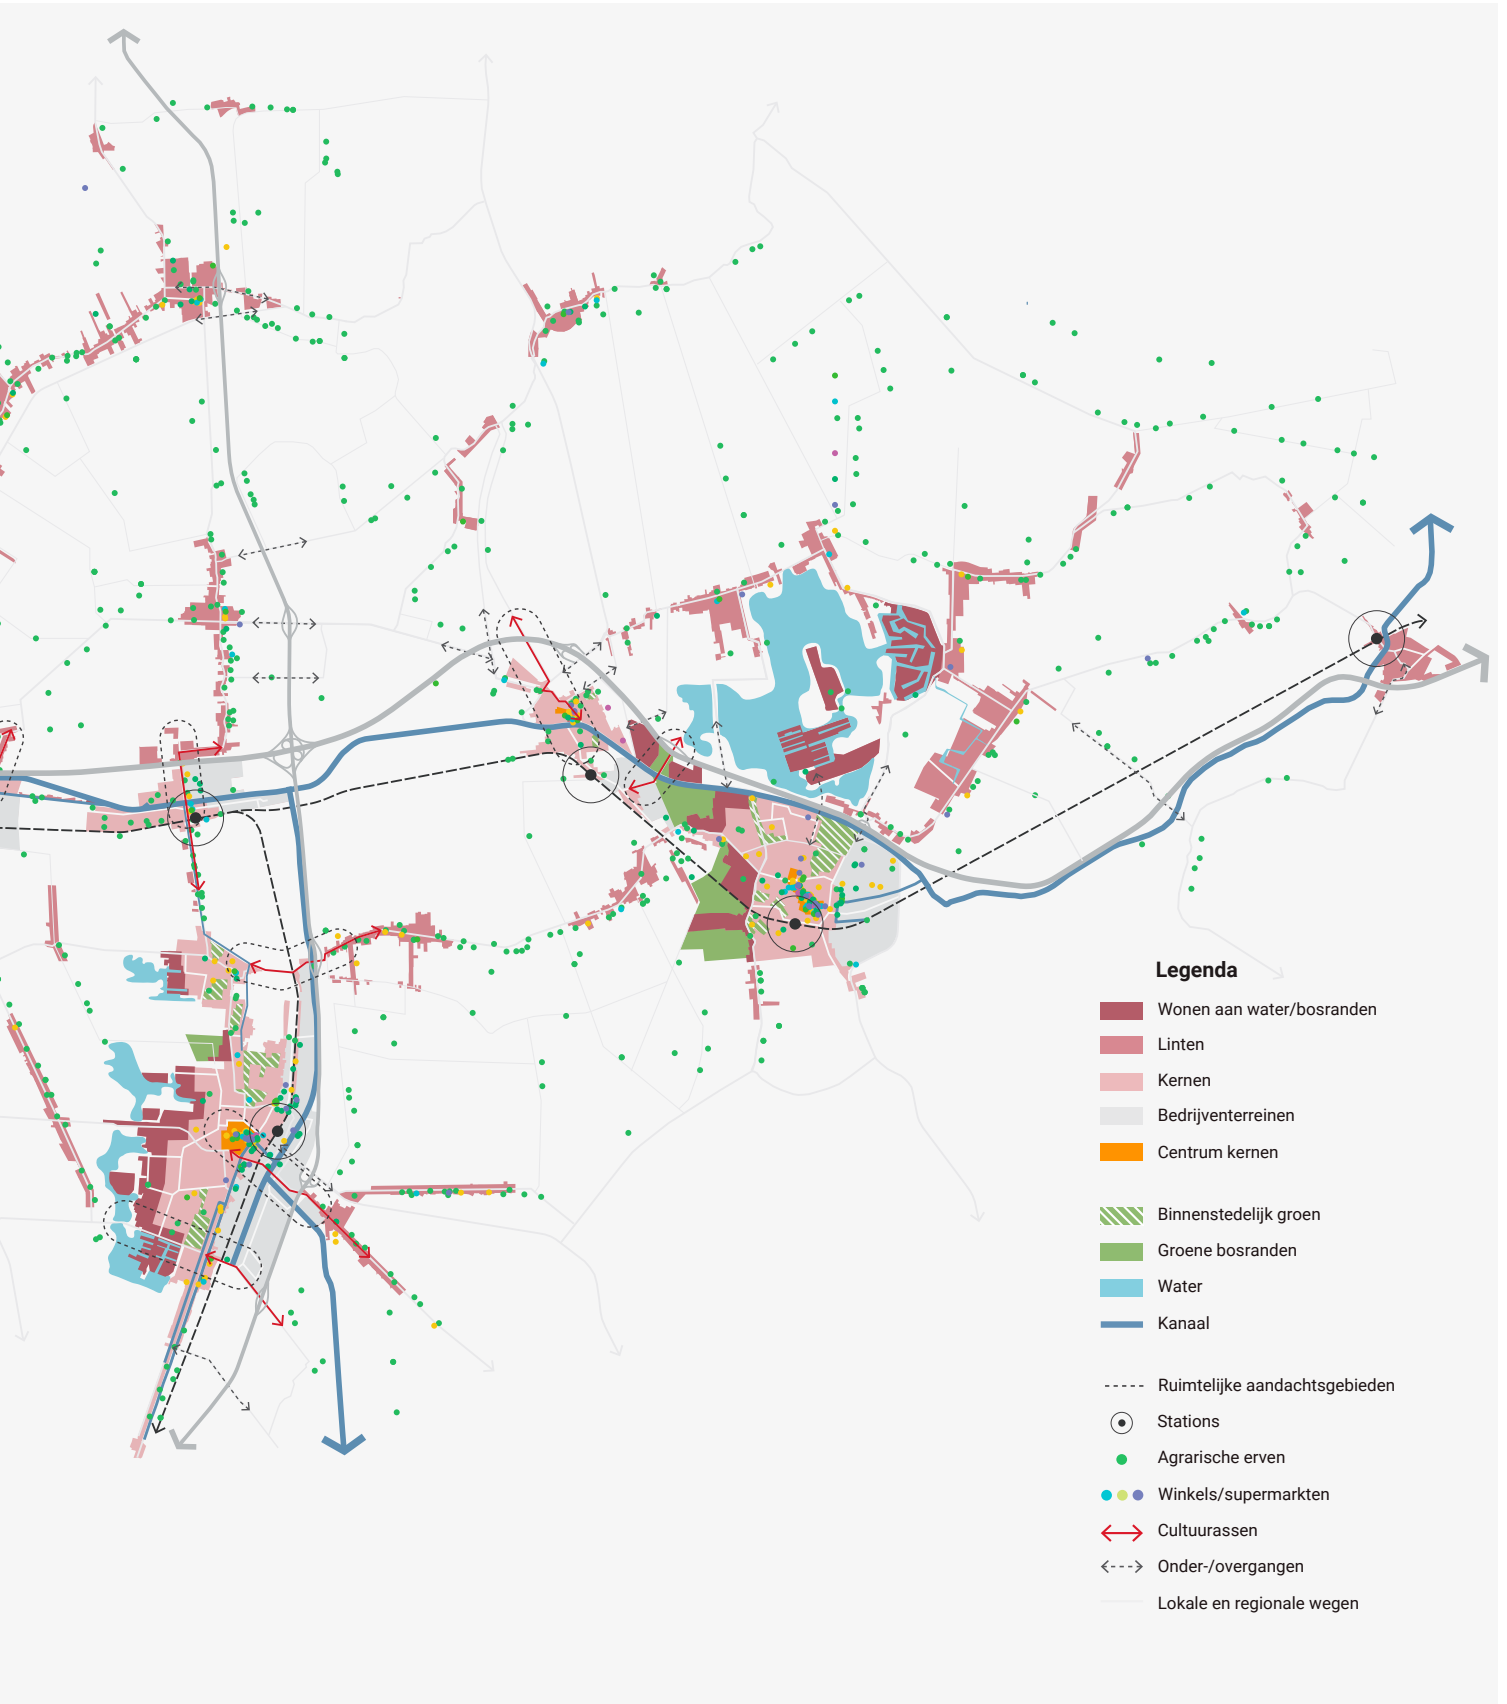 Legenda
Wonen aan water/bosranden
Linten
Kernen
Bedrijventerreinen
Centrum kernen
Binnenstedelijk groen
Groene bosranden
Water
Kanaal
Ruimtelijke aandachtsgebieden
Stations
Agrarische erven
Winkels/supermarkten
Cultuurassen
Onder-/overgangen
Lokale en regionale wegen